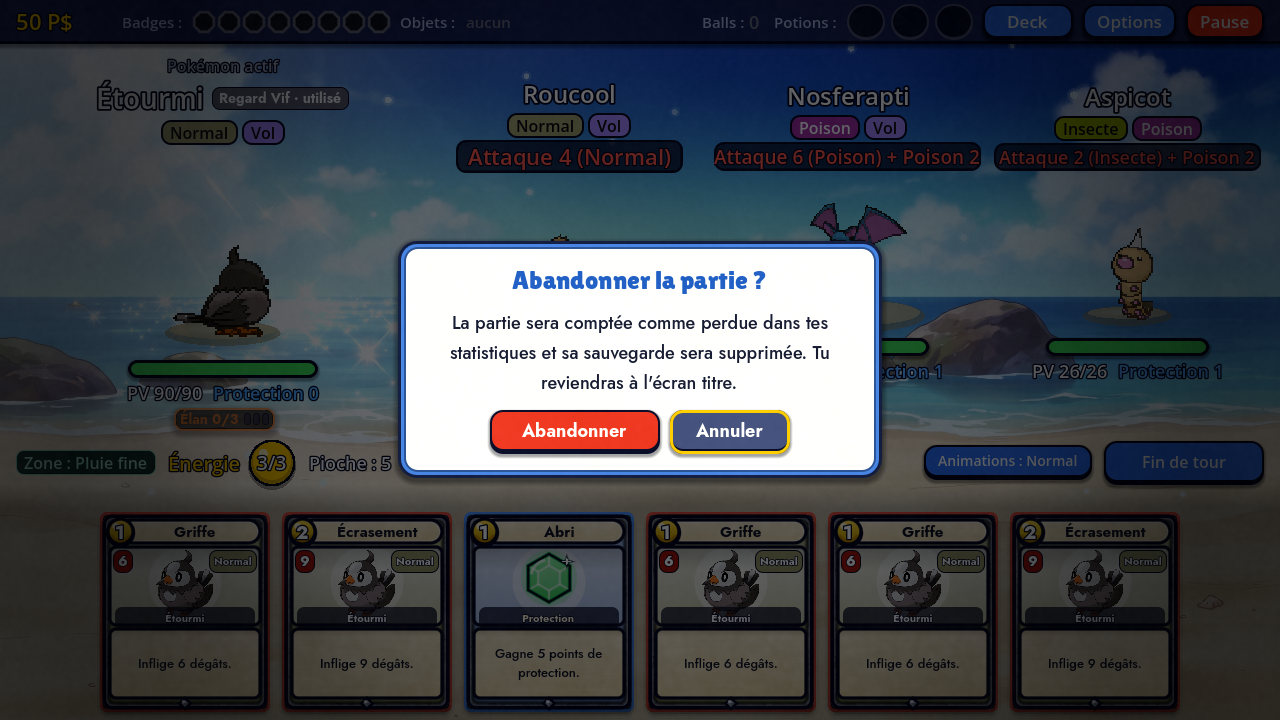 50 P$ Badges : Objets : aucun Balls : 0 Potions : Deck Options Pause
Pokémon actif
Étourmi Regard Vif · utilisé
Normal Vol
Roucool
Normal Vol
Attaque 4 (Normal)
Nosferapti
Poison Vol
Attaque 6 (Poison) + Poison 2
Aspicot
Insecte Poison
Attaque 2 (Insecte) + Poison 2
Abandonner la partie ?
La partie sera comptée comme perdue dans tes
statistiques et sa sauvegarde sera supprimée. Tu
reviendras à l'écran titre.
Abandonner Annuler
PV 90/90 Protection 0
Élan 0/3
PV 26/26 Protection 1
Zone : Pluie fine Énergie 3/3 Pioche : 5
Animations : Normal Fin de tour
1 Griffe
6 Normal
Étourmi
Inflige 6 dégâts.
2 Écrasement
9 Normal
Étourmi
Inflige 9 dégâts.
1 Abri
Protection
Gagne 5 points de
protection.
1 Griffe
6 Normal
Étourmi
Inflige 6 dégâts.
1 Griffe
6 Normal
Étourmi
Inflige 6 dégâts.
2 Écrasement
9 Normal
Étourmi
Inflige 9 dégâts.